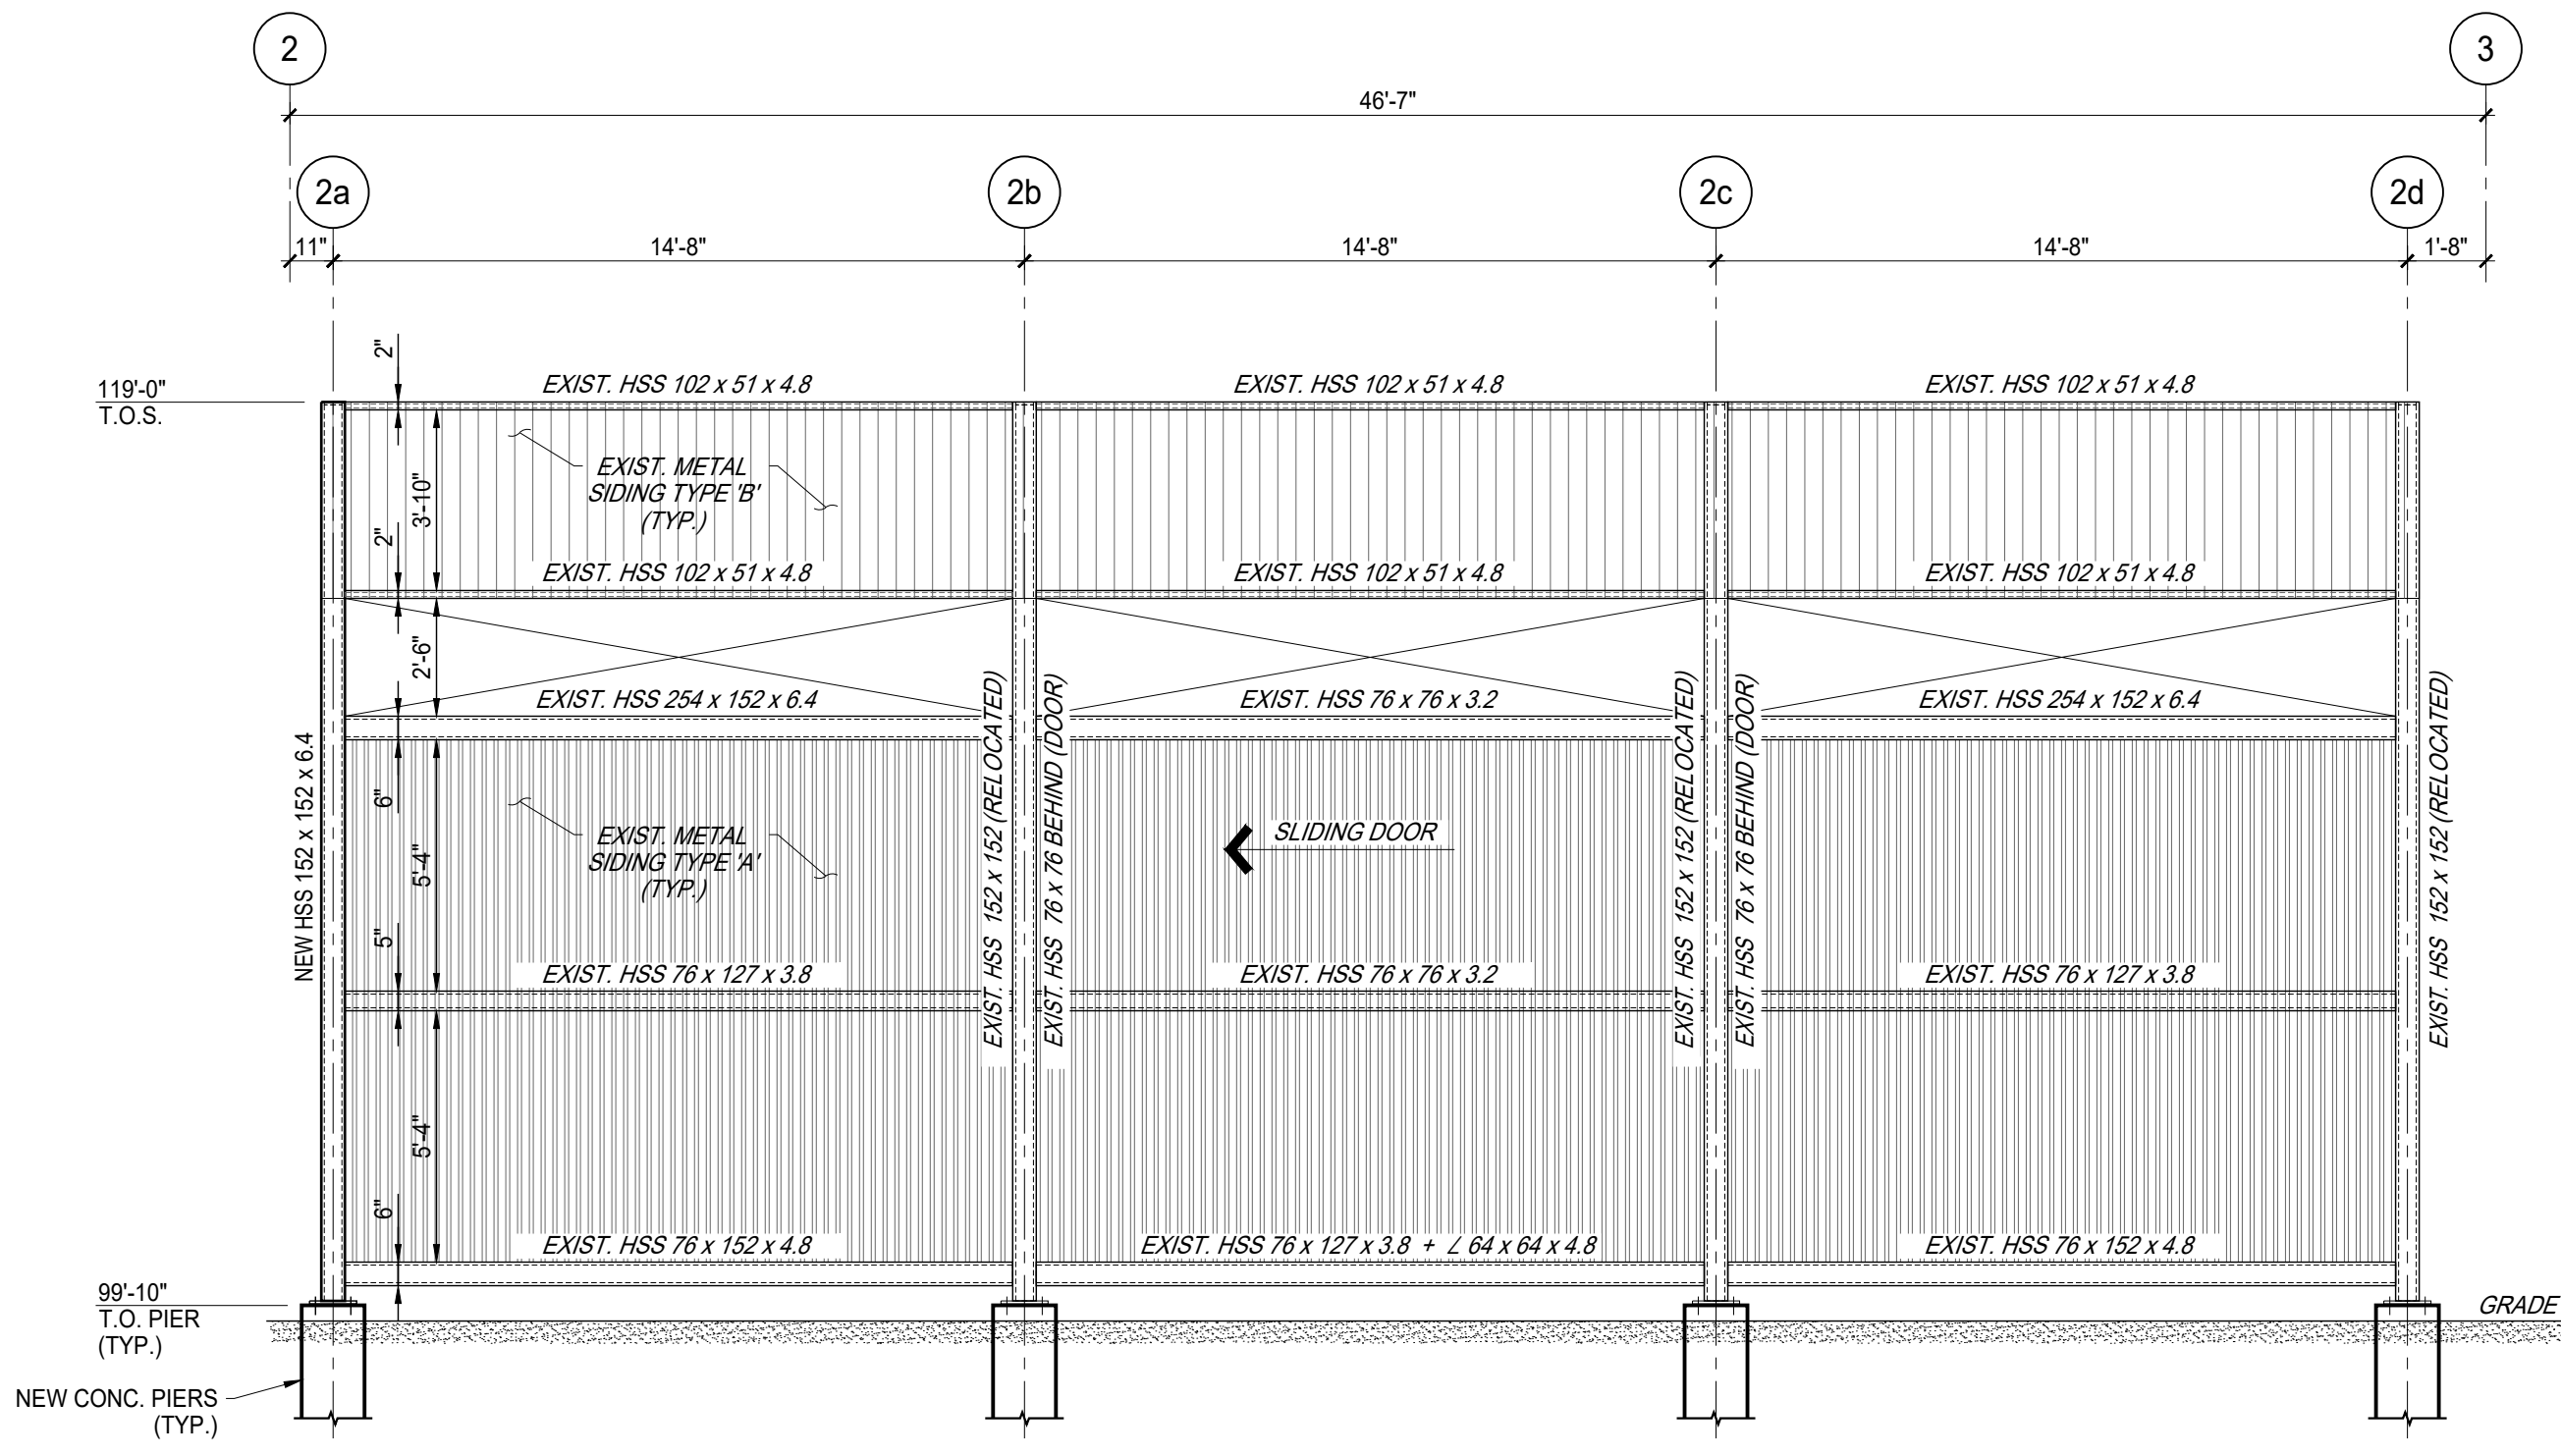 2
3
46'-7"
2a
2b
2c
2d
11"
14'-8"
14'-8"
14'-8"
1'-8"
119'-0"
T.O.S.
2"
EXIST. HSS 102 x 51 x 4.8
EXIST. HSS 102 x 51 x 4.8
EXIST. HSS 102 x 51 x 4.8
3'-10"
EXIST. METAL
SIDING TYPE 'B'
(TYP.)
2"
EXIST. HSS 102 x 51 x 4.8
EXIST. HSS 102 x 51 x 4.8
EXIST. HSS 102 x 51 x 4.8
2'-6"
EXIST. HSS 254 x 152 x 6.4
EXIST. HSS 76 x 76 x 3.2
EXIST. HSS 254 x 152 x 6.4
NEW HSS 152 x 152 x 6.4
EXIST. HSS 152 x 152 (RELOCATED)
EXIST. HSS 76 x 76 BEHIND (DOOR)
EXIST. HSS 152 x 152 (RELOCATED)
EXIST. HSS 76 x 76 BEHIND (DOOR)
EXIST. HSS 152 x 152 (RELOCATED)
6"
5'-4"
EXIST. METAL
SIDING TYPE 'A'
(TYP.)
SLIDING DOOR
5"
EXIST. HSS 76 x 127 x 3.8
EXIST. HSS 76 x 76 x 3.2
EXIST. HSS 76 x 127 x 3.8
5'-4"
6"
EXIST. HSS 76 x 152 x 4.8
EXIST. HSS 76 x 127 x 3.8 + ∠ 64 x 64 x 4.8
EXIST. HSS 76 x 152 x 4.8
99'-10"
T.O. PIER
(TYP.)
GRADE
NEW CONC. PIERS
(TYP.)